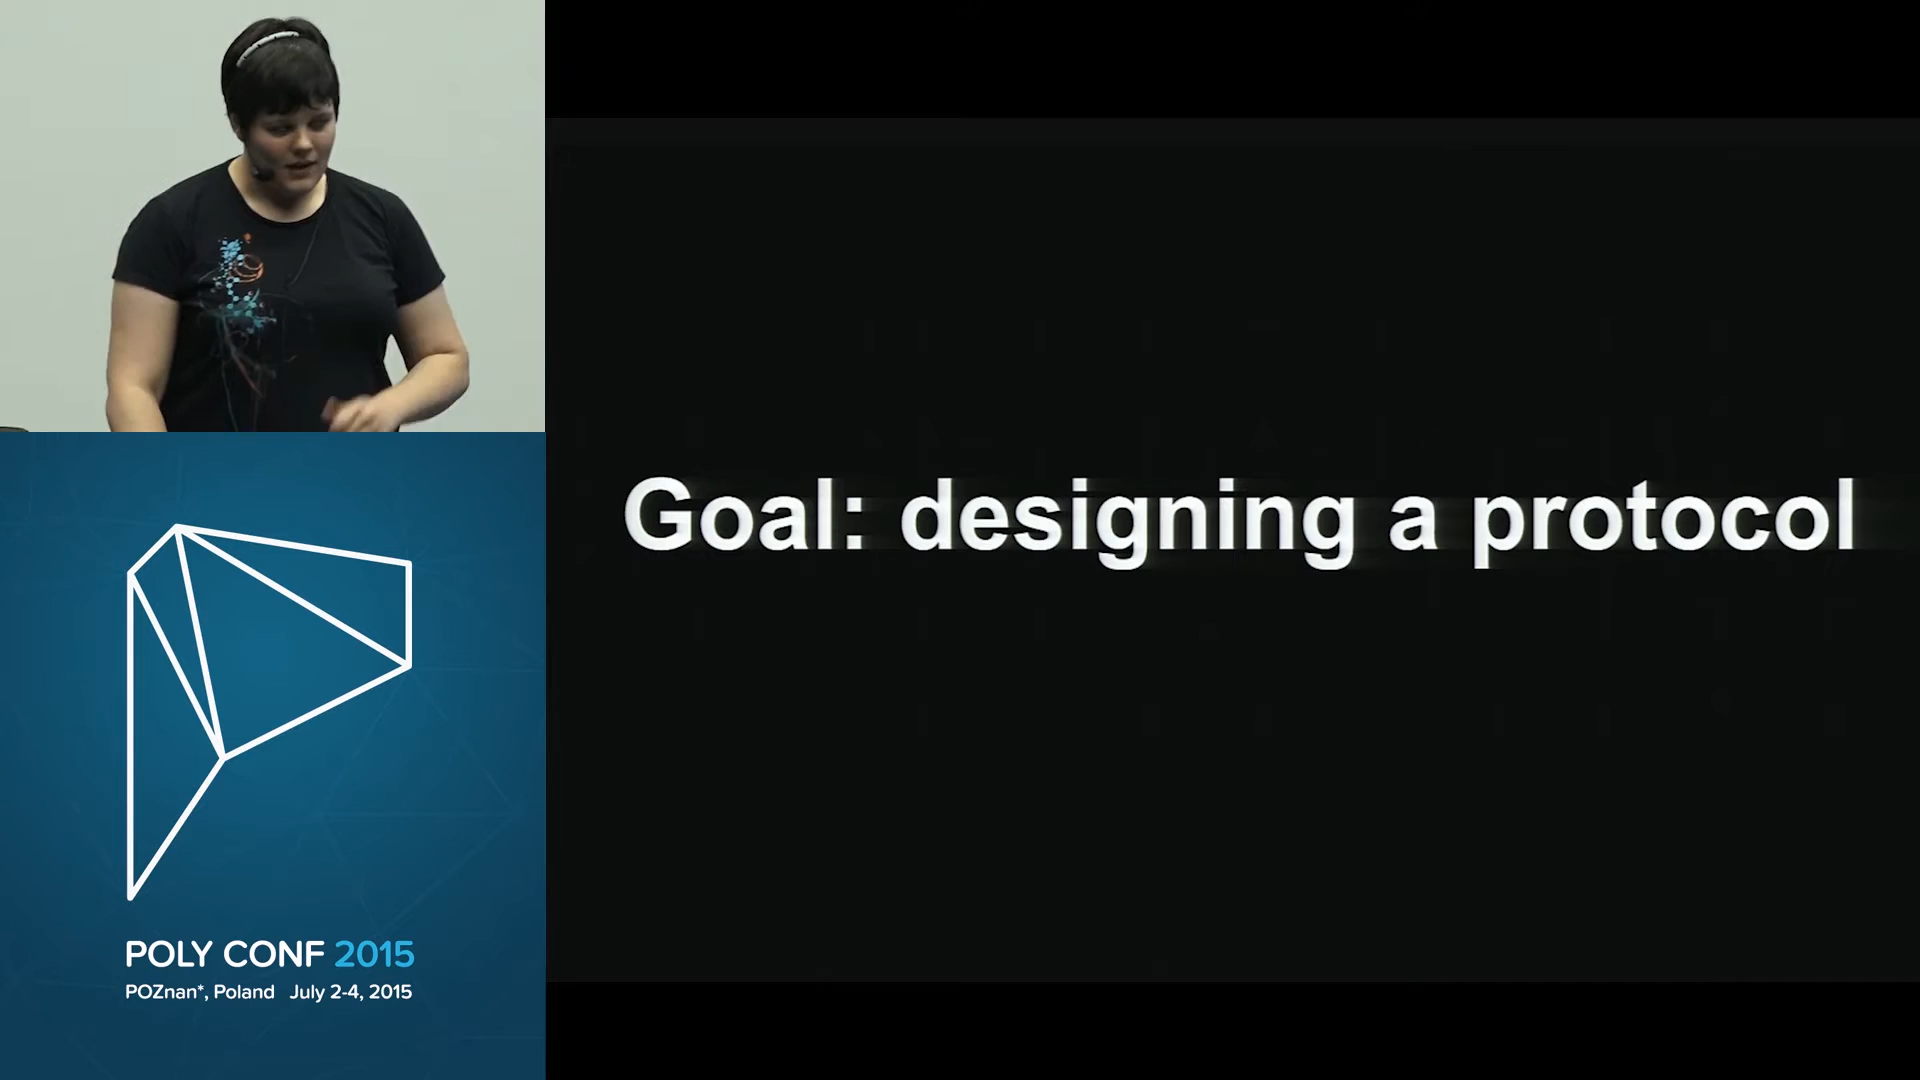 Goal: designing a protocol
POLY CONF 2015
POZnan*, Poland July 2-4, 2015